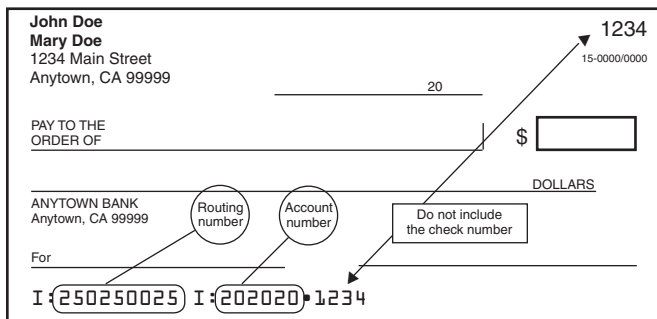 John Doe
Mary Doe
1234 Main Street
Anytown, CA 99999
1234
15-0000/0000
20
PAY TO THE
ORDER OF
$
DOLLARS
ANYTOWN BANK
Anytown, CA 99999
Routing
number
Account
number
Do not include
the check number
For
I:250250025 I:202020•1234